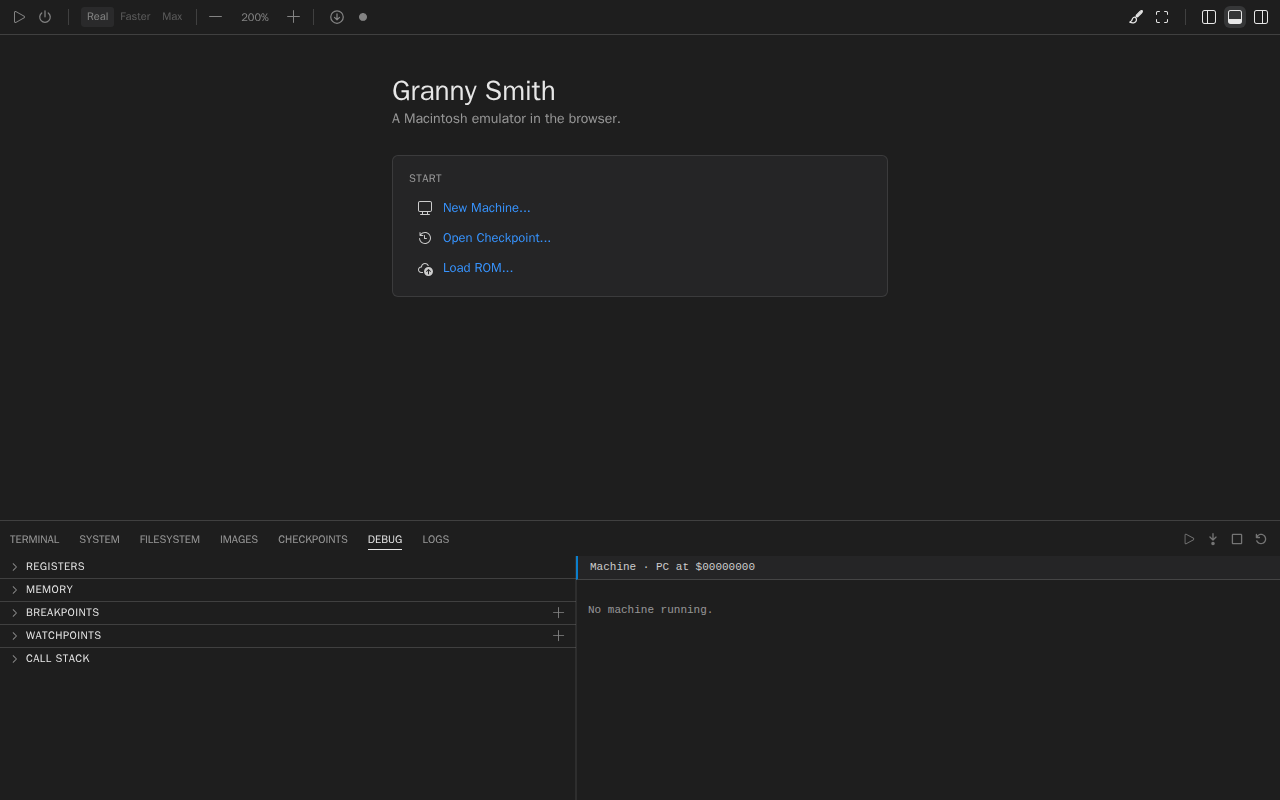 Real Faster Max 200%
Granny Smith
A Macintosh emulator in the browser.
START
New Machine...
Open Checkpoint...
Load ROM...
TERMINAL SYSTEM FILESYSTEM IMAGES CHECKPOINTS DEBUG LOGS
REGISTERS
MEMORY
BREAKPOINTS
WATCHPOINTS
CALL STACK
Machine · PC at $00000000
No machine running.